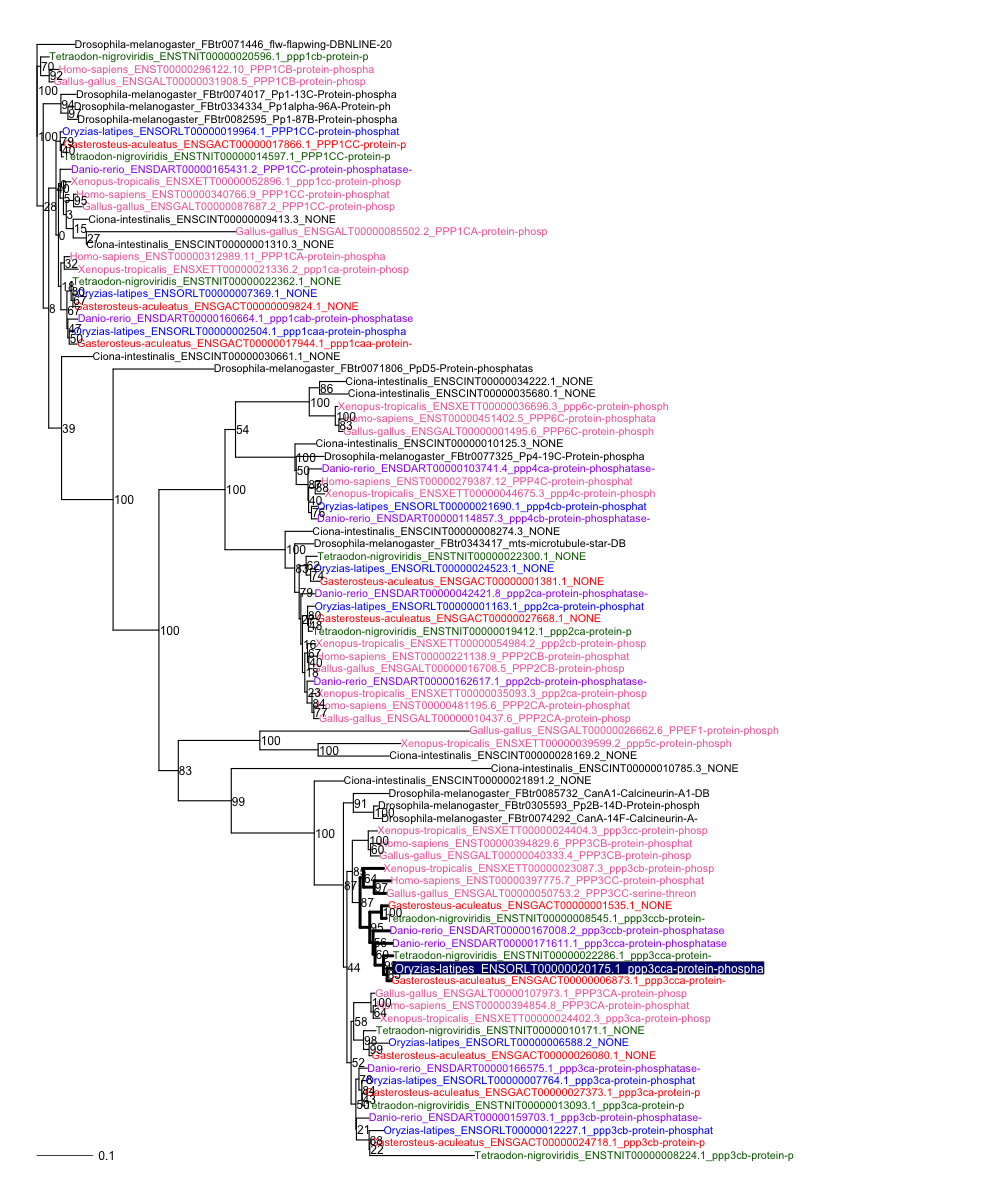 Drosophila-melanogaster_FBtr0071446_flw-flapwing-DBNLINE-20
Tetraodon-nigroviridis_ENSTNIT00000020596.1_ppp1cb-protein-p
70
Homo-sapiens_ENST00000296122.10_PPP1CB-protein-phospha
92
Gallus-gallus_ENSGALT00000031908.5_PPP1CB-protein-phosp
100
Drosophila-melanogaster_FBtr0074017_Pp1-13C-Protein-phospha
94
Drosophila-melanogaster_FBtr0334334_Pp1alpha-96A-Protein-ph
97
Drosophila-melanogaster_FBtr0082595_Pp1-87B-Protein-phospha
Oryzias-latipes_ENSORLT00000019964.1_PPP1CC-protein-phosphat
100
79
Gasterosteus-aculeatus_ENSGACT00000017866.1_PPP1CC-protein-p
40
Tetraodon-nigroviridis_ENSTNIT00000014597.1_PPP1CC-protein-p
Danio-rerio_ENSDART00000165431.2_PPP1CC-protein-phosphatase-
Xenopus-tropicalis_ENSXETT00000052896.1_ppp1cc-protein-phosp
Homo-sapiens_ENST00000340766.9_PPP1CC-protein-phosphat
5
95
Gallus-gallus_ENSGALT00000087687.2_PPP1CC-protein-phosp
28
3
Ciona-intestinalis_ENSCINT00000009413.3_NONE
15
Gallus-gallus_ENSGALT00000085502.2_PPP1CA-protein-phosp
0
27
Ciona-intestinalis_ENSCINT00000001310.3_NONE
Homo-sapiens_ENST00000312989.11_PPP1CA-protein-phospha
32
Xenopus-tropicalis_ENSXETT00000021336.2_ppp1ca-protein-phosp
Tetraodon-nigroviridis_ENSTNIT00000022362.1_NONE
18
80
Oryzias-latipes_ENSORLT00000007369.1_NONE
67
Gasterosteus-aculeatus_ENSGACT00000009824.1_NONE
8
67
Danio-rerio_ENSDART00000160664.1_ppp1cab-protein-phosphatase
47
Oryzias-latipes_ENSORLT00000002504.1_ppp1caa-protein-phospha
50
Gasterosteus-aculeatus_ENSGACT00000017944.1_ppp1caa-protein-
Ciona-intestinalis_ENSCINT00000030661.1_NONE
Drosophila-melanogaster_FBtr0071806_PpD5-Protein-phosphatas
Ciona-intestinalis_ENSCINT00000034222.1_NONE
86
Ciona-intestinalis_ENSCINT00000035680.1_NONE
100
Xenopus-tropicalis_ENSXETT00000036696.3_ppp6c-protein-phosph
100
Homo-sapiens_ENST00000451402.5_PPP6C-protein-phosphata
83
39
54
Gallus-gallus_ENSGALT00000001495.6_PPP6C-protein-phosph
Ciona-intestinalis_ENSCINT00000010125.3_NONE
100
Drosophila-melanogaster_FBtr0077325_Pp4-19C-Protein-phospha
50
Danio-rerio_ENSDART00000103741.4_ppp4ca-protein-phosphatase-
Homo-sapiens_ENST00000279387.12_PPP4C-protein-phosphat
87
88
100
Xenopus-tropicalis_ENSXETT00000044675.3_ppp4c-protein-phosph
100
40
Oryzias-latipes_ENSORLT00000021690.1_ppp4cb-protein-phosphat
76
Danio-rerio_ENSDART00000114857.3_ppp4cb-protein-phosphatase-
Ciona-intestinalis_ENSCINT00000008274.3_NONE
Drosophila-melanogaster_FBtr0343417_mts-microtubule-star-DB
100
Tetraodon-nigroviridis_ENSTNIT00000022300.1_NONE
83
62
Oryzias-latipes_ENSORLT00000024523.1_NONE
74
Gasterosteus-aculeatus_ENSGACT00000001381.1_NONE
79
Danio-rerio_ENSDART00000042421.8_ppp2ca-protein-phosphatase-
Oryzias-latipes_ENSORLT00000001163.1_ppp2ca-protein-phosphat
80
Gasterosteus-aculeatus_ENSGACT00000027668.1_NONE
48
100
Tetraodon-nigroviridis_ENSTNIT00000019412.1_ppp2ca-protein-p
16
Xenopus-tropicalis_ENSXETT00000054984.2_ppp2cb-protein-phosp
67
Homo-sapiens_ENST00000221138.9_PPP2CB-protein-phosphat
40
Gallus-gallus_ENSGALT00000016708.5_PPP2CB-protein-phosp
18
Danio-rerio_ENSDART00000162617.1_ppp2cb-protein-phosphatase-
23
Xenopus-tropicalis_ENSXETT00000035093.3_ppp2ca-protein-phosp
84
Homo-sapiens_ENST00000481195.6_PPP2CA-protein-phosphat
77
Gallus-gallus_ENSGALT00000010437.6_PPP2CA-protein-phosp
Gallus-gallus_ENSGALT00000026662.6_PPEF1-protein-phosph
100
Xenopus-tropicalis_ENSXETT00000039599.2_ppp5c-protein-phosph
100
Ciona-intestinalis_ENSCINT00000028169.2_NONE
83
Ciona-intestinalis_ENSCINT00000010785.3_NONE
Ciona-intestinalis_ENSCINT00000021891.2_NONE
99
Drosophila-melanogaster_FBtr0085732_CanA1-Calcineurin-A1-DB
91
Drosophila-melanogaster_FBtr0305593_Pp2B-14D-Protein-phosph
100
Drosophila-melanogaster_FBtr0074292_CanA-14F-Calcineurin-A-
100
Xenopus-tropicalis_ENSXETT00000024404.3_ppp3cc-protein-phosp
100
Homo-sapiens_ENST00000394829.6_PPP3CB-protein-phosphat
60
Gallus-gallus_ENSGALT00000040333.4_PPP3CB-protein-phosp
Xenopus-tropicalis_ENSXETT00000023087.3_ppp3cb-protein-phosp
64
Homo-sapiens_ENST00000397775.7_PPP3CC-protein-phosphat
87
97
Gallus-gallus_ENSGALT00000050753.2_PPP3CC-serine-threon
87
Gasterosteus-aculeatus_ENSGACT00000001535.1_NONE
100
Tetraodon-nigroviridis_ENSTNIT00000008545.1_ppp3ccb-protein-
95
Danio-rerio_ENSDART00000167008.2_ppp3ccb-protein-phosphatase
56
Danio-rerio_ENSDART00000171611.1_ppp3cca-protein-phosphatase
Tetraodon-nigroviridis_ENSTNIT00000022286.1_ppp3cca-protein-
44
Oryzias-latipes_ENSORLT00000020175.1_ppp3cca-protein-phospha
Gasterosteus-aculeatus_ENSGACT00000006873.1_ppp3cca-protein-
Gallus-gallus_ENSGALT00000107973.1_PPP3CA-protein-phosp
100
Homo-sapiens_ENST00000394854.8_PPP3CA-protein-phosphat
64
Xenopus-tropicalis_ENSXETT00000024402.3_ppp3ca-protein-phosp
58
Tetraodon-nigroviridis_ENSTNIT00000010171.1_NONE
98
Oryzias-latipes_ENSORLT00000006588.2_NONE
99
Gasterosteus-aculeatus_ENSGACT00000026080.1_NONE
52
Danio-rerio_ENSDART00000166575.1_ppp3ca-protein-phosphatase-
78
Oryzias-latipes_ENSORLT00000007764.1_ppp3ca-protein-phosphat
84
Gasterosteus-aculeatus_ENSGACT00000027373.1_ppp3ca-protein-p
43
50
Tetraodon-nigroviridis_ENSTNIT00000013093.1_ppp3ca-protein-p
Danio-rerio_ENSDART00000159703.1_ppp3cb-protein-phosphatase-
21
Oryzias-latipes_ENSORLT00000012227.1_ppp3cb-protein-phosphat
68
Gasterosteus-aculeatus_ENSGACT00000024718.1_ppp3cb-protein-p
22
Tetraodon-nigroviridis_ENSTNIT00000008224.1_ppp3cb-protein-p
0.1